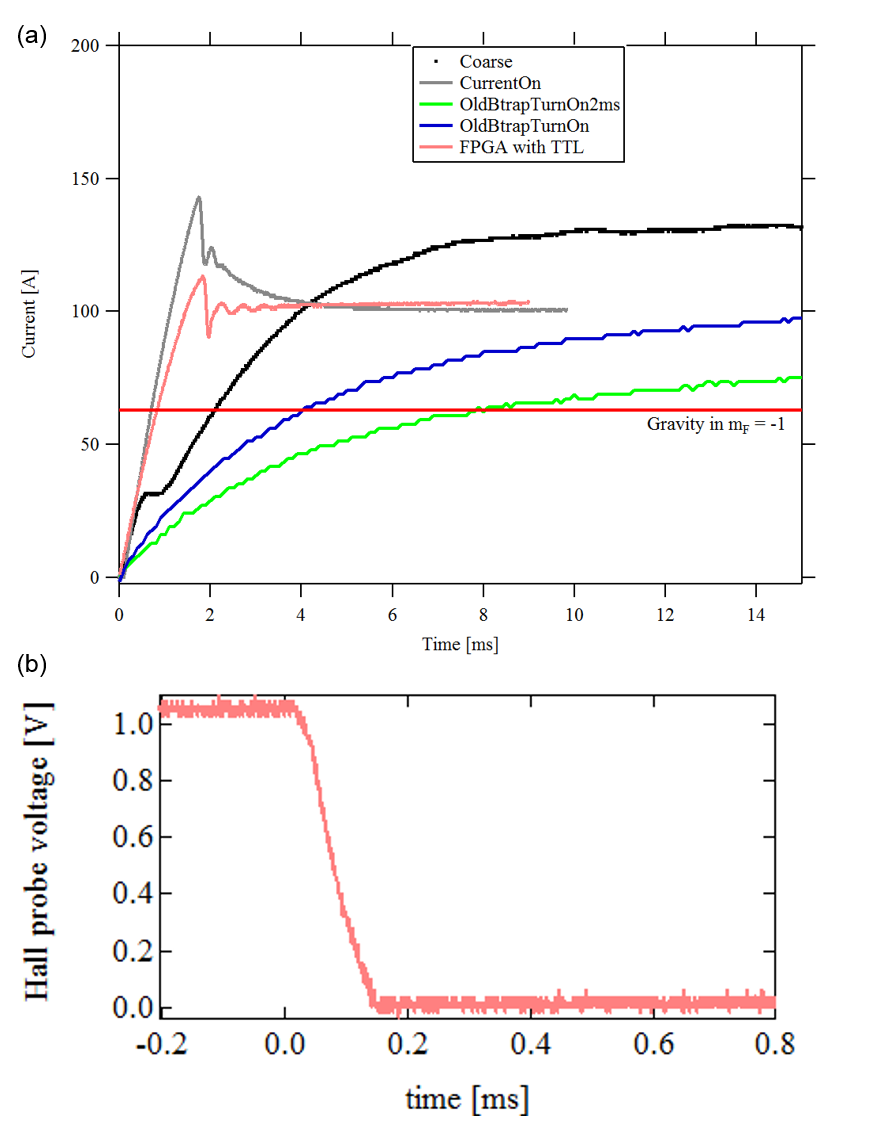 (a)
200
150
100
50
0
Current [A]
Coarse
CurrentOn
OldBtrapTurnOn2ms
OldBtrapTurnOn
FPGA with TTL
Gravity in mF = -1
0 2 4 6 8 10 12 14
Time [ms]
(b)
1.0
0.8
0.6
0.4
0.2
0.0
Hall probe voltage [V]
-0.2 0.0 0.2 0.4 0.6 0.8
time [ms]